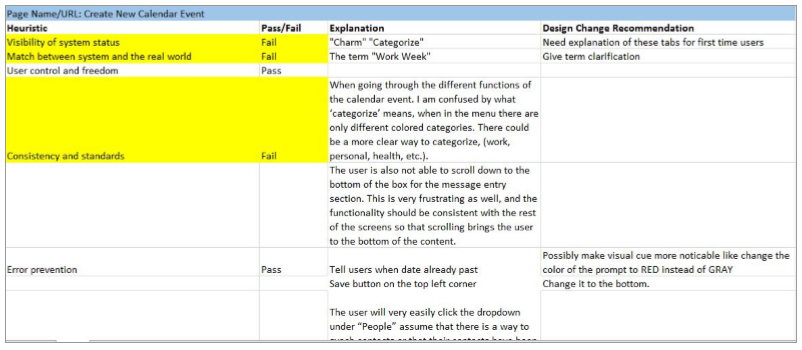 Page Name/URL: Create New Calendar Event
Heuristic Pass/Fail Explanation Design Change Recommendation
Visibility of system status Fail "Charm" "Categorize" Need explanation of these tabs for first time users
Match between system and the real world Fail The term "Work Week" Give term clarification
User control and freedom Pass
When going through the different functions of
the calendar event. I am confused by what
'categorize' means, when in the menu there are
only different colored categories. There could
be a more clear way to categorize, (work,
Consistency and standards Fail personal, health, etc.).
The user is also not able to scroll down to the
bottom of the box for the message entry
section. This is very frustrating as well, and the
functionality should be consistent with the rest
of the screens so that scrolling brings the user
to the bottom of the content.
Possibly make visual cue more noticable like change the
Error prevention Pass Tell users when date already past color of the prompt to RED instead of GRAY
Save button on the top left corner Change it to the bottom.
The user will very easily click the dropdown
under "People" assume that there is a way to